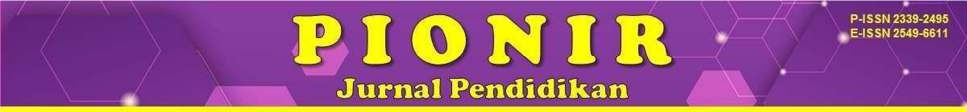 PIONIR
Jurnal Pendidikan
P-ISSN 2339-2495
E-ISSN 2549-6611